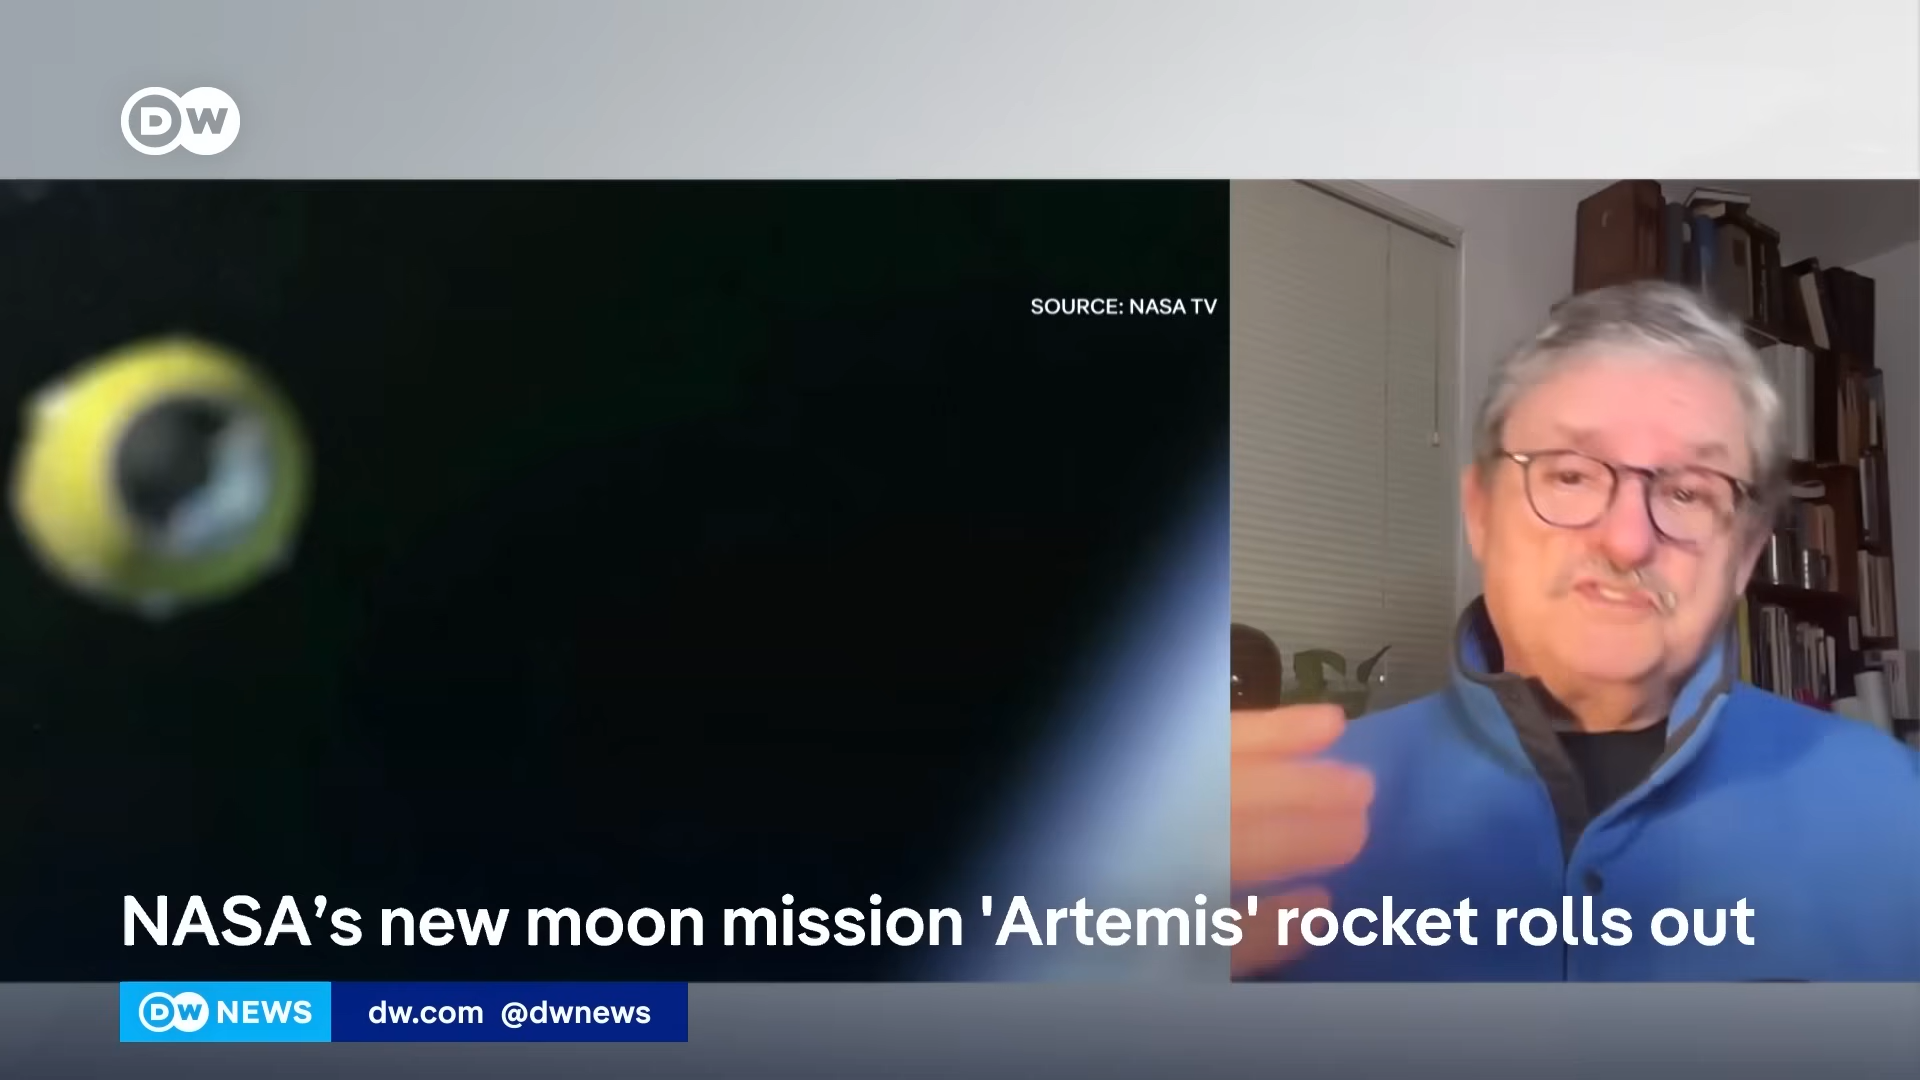 DW
SOURCE: NASA TV
NASA’s new moon mission 'Artemis' rocket rolls out
DW NEWS dw.com @dwnews